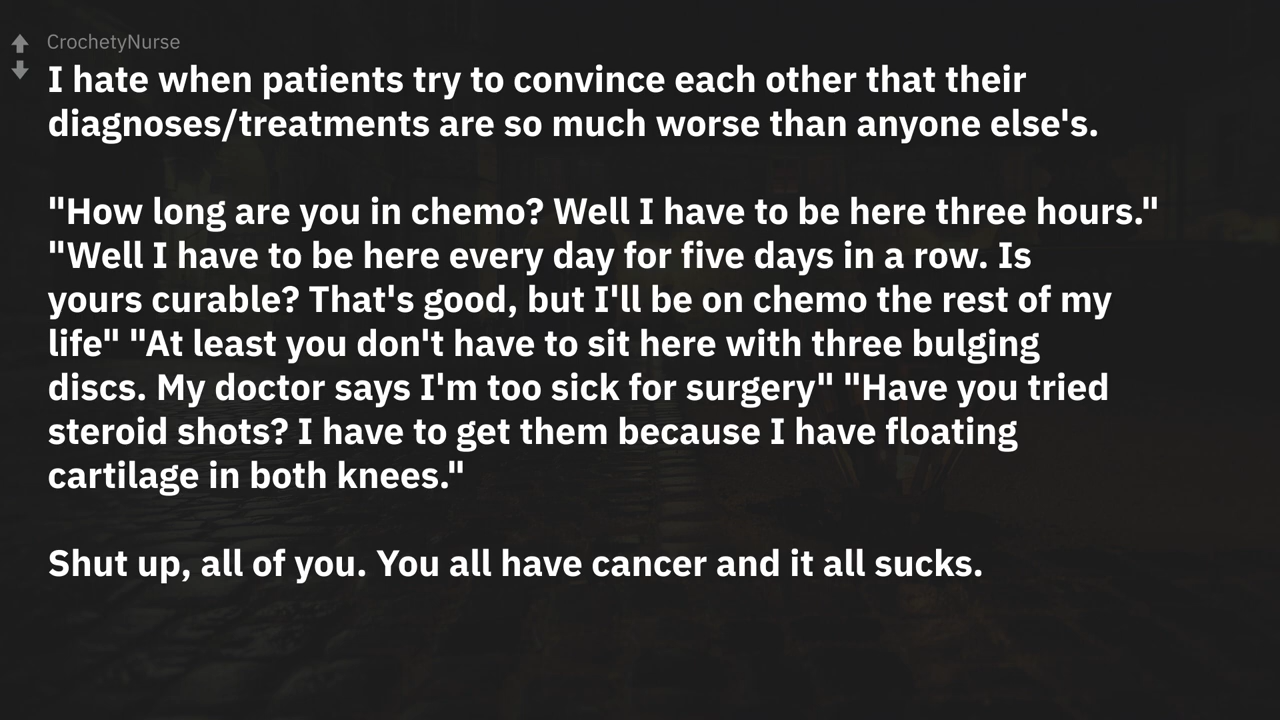 CrochetyNurse
I hate when patients try to convince each other that their
diagnoses/treatments are so much worse than anyone else's.
"How long are you in chemo? Well I have to be here three hours."
"Well I have to be here every day for five days in a row. Is
yours curable? That's good, but I'll be on chemo the rest of my
life" "At least you don't have to sit here with three bulging
discs. My doctor says I'm too sick for surgery" "Have you tried
steroid shots? I have to get them because I have floating
cartilage in both knees."
Shut up, all of you. You all have cancer and it all sucks.